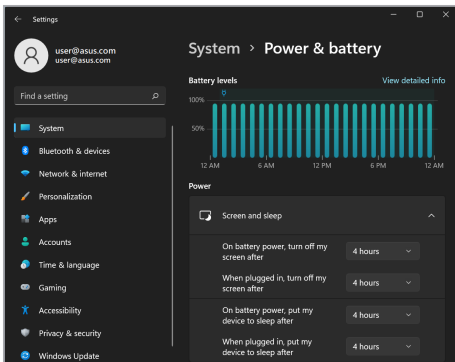 Settings
user@asus.com
user@asus.com
Find a setting
System
Bluetooth & devices
Network & internet
Personalization
Apps
Accounts
Time & language
Gaming
Accessibility
Privacy & security
Windows Update
System > Power & battery
Battery levels
View detailed info
100%
50%
12 AM 6 AM 12 PM 6 PM 12 AM
Power
Screen and sleep
On battery power, turn off my
screen after
4 hours
When plugged in, turn off my
screen after
4 hours
On battery power, put my
device to sleep after
4 hours
When plugged in, put my
device to sleep after
4 hours